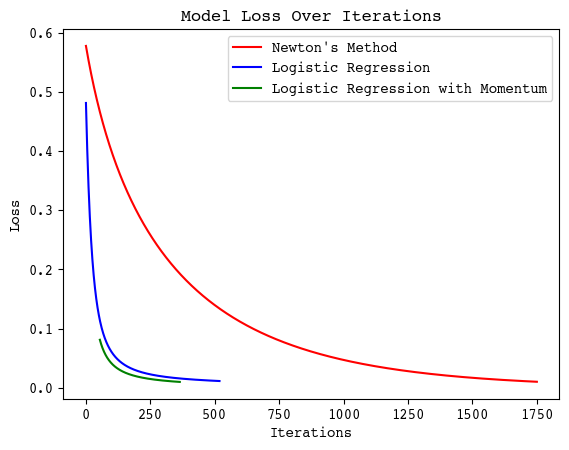 Model Loss Over Iterations
Newton's Method
Logistic Regression
Logistic Regression with Momentum
0.6
0.5
0.4
0.3
0.2
0.1
0.0
Loss
0 250 500 750 1000 1250 1500 1750
Iterations